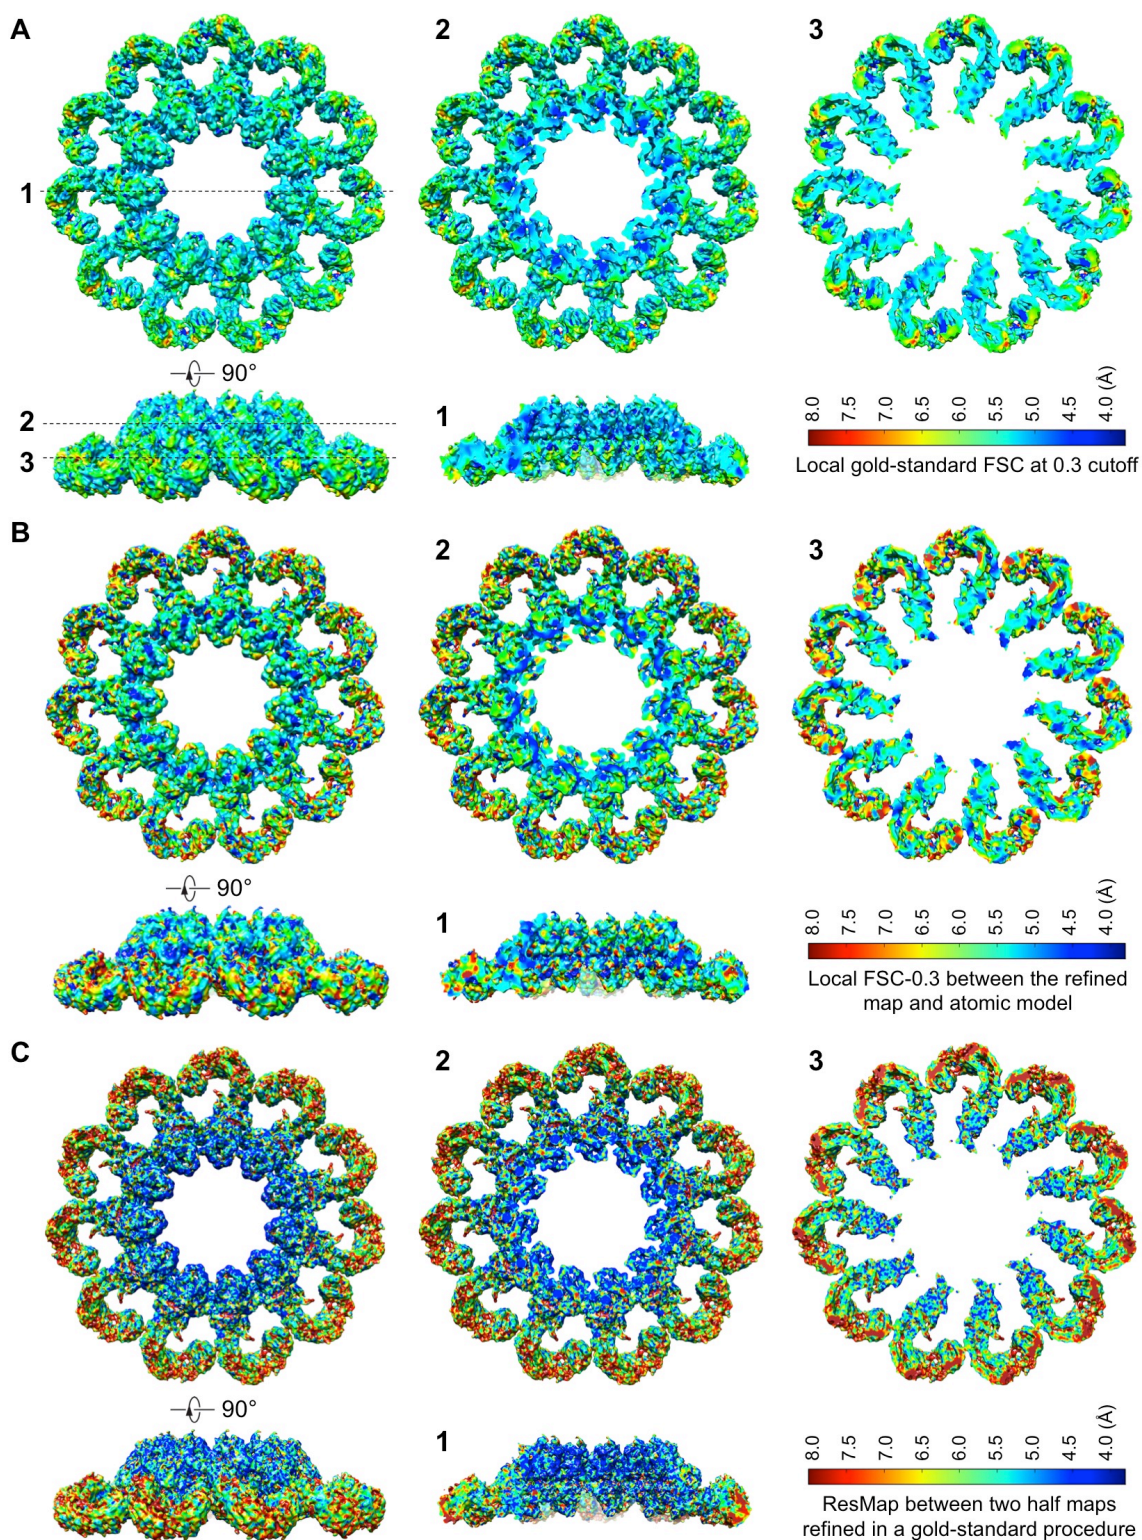 A
2
3
1
90°
2
3
1
8.0 7.5 7.0 6.5 6.0 5.5 5.0 4.5 4.0 (Å)
Local gold-standard FSC at 0.3 cutoff
B
2
3
90°
1
8.0 7.5 7.0 6.5 6.0 5.5 5.0 4.5 4.0 (Å)
Local FSC-0.3 between the refined
map and atomic model
C
2
3
90°
1
8.0 7.5 7.0 6.5 6.0 5.5 5.0 4.5 4.0 (Å)
ResMap between two half maps
refined in a gold-standard procedure